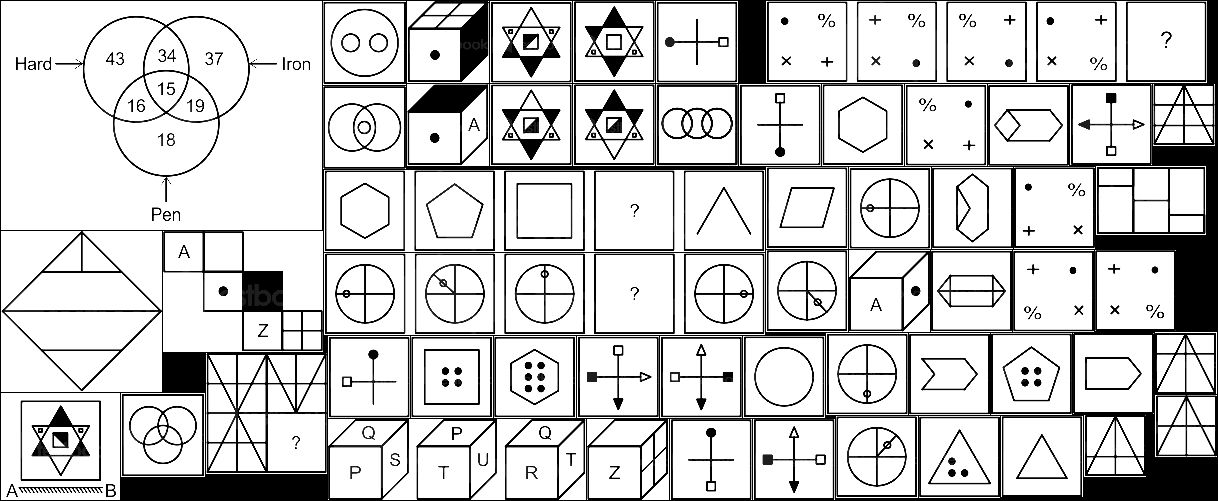 Hard 43 34 37 Iron
15
16 19
18
Pen
% + % % + + ?
× + × × × %
A
%
× +
?
%
+ ×
A
Z
?
A
+ +
% × × %
?
A B
Q
P S
P
T U
Q
R T
Z